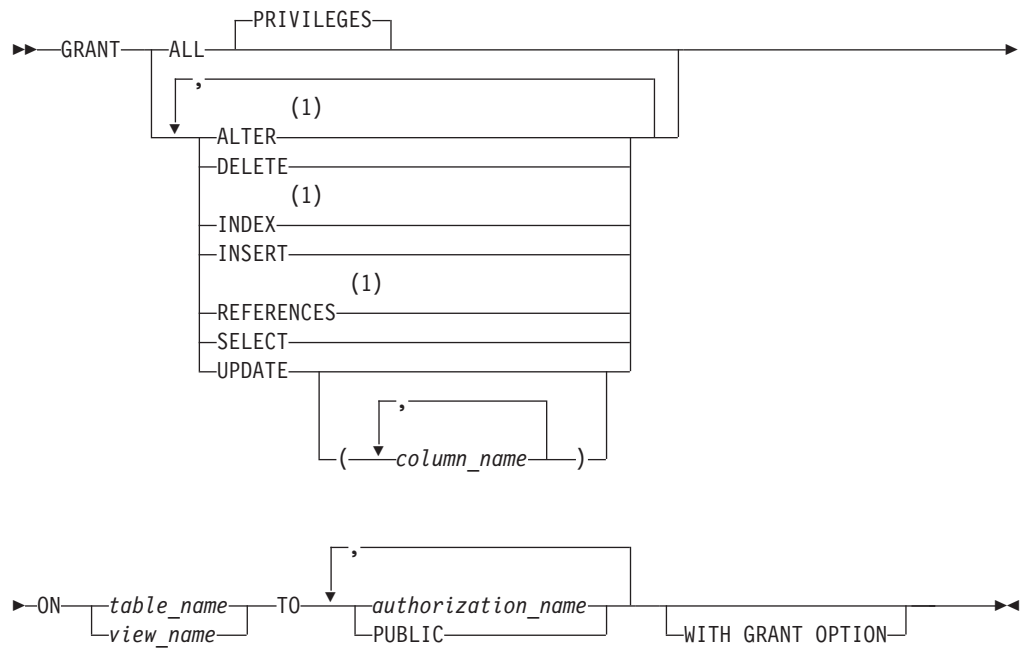 PRIVILEGES
GRANT ALL
,
(1)
ALTER
DELETE
(1)
INDEX
INSERT
(1)
REFERENCES
SELECT
UPDATE
,
( column_name )
,
ON table_name TO authorization_name
view_name PUBLIC WITH GRANT OPTION